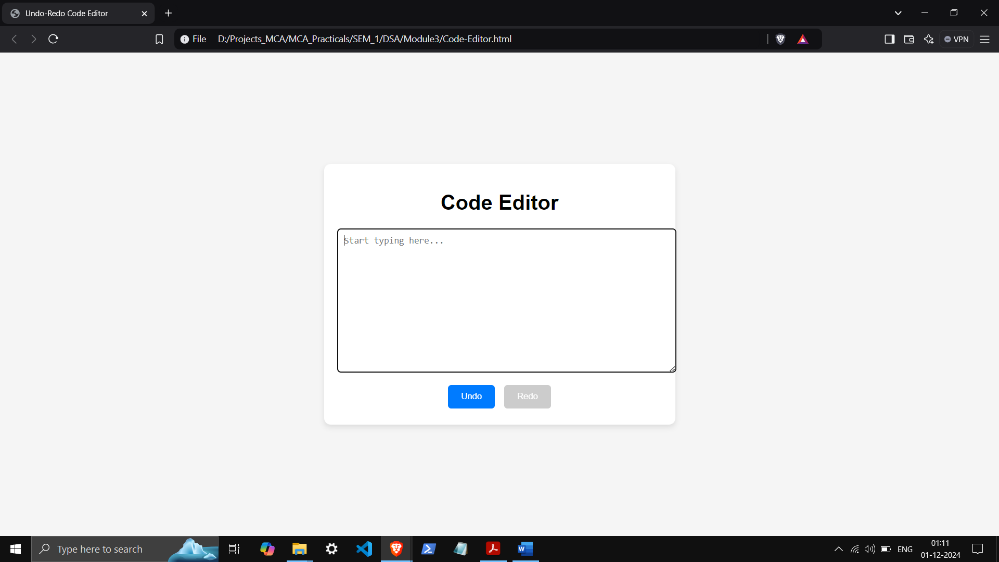 Undo-Redo Code Editor
File D:/Projects_MCA/MCA_Practicals/SEM_1/DSA/Module3/Code-Editor.html
VPN
Code Editor
Start typing here...
Undo Redo
Type here to search
ENG
01:11
01-12-2024